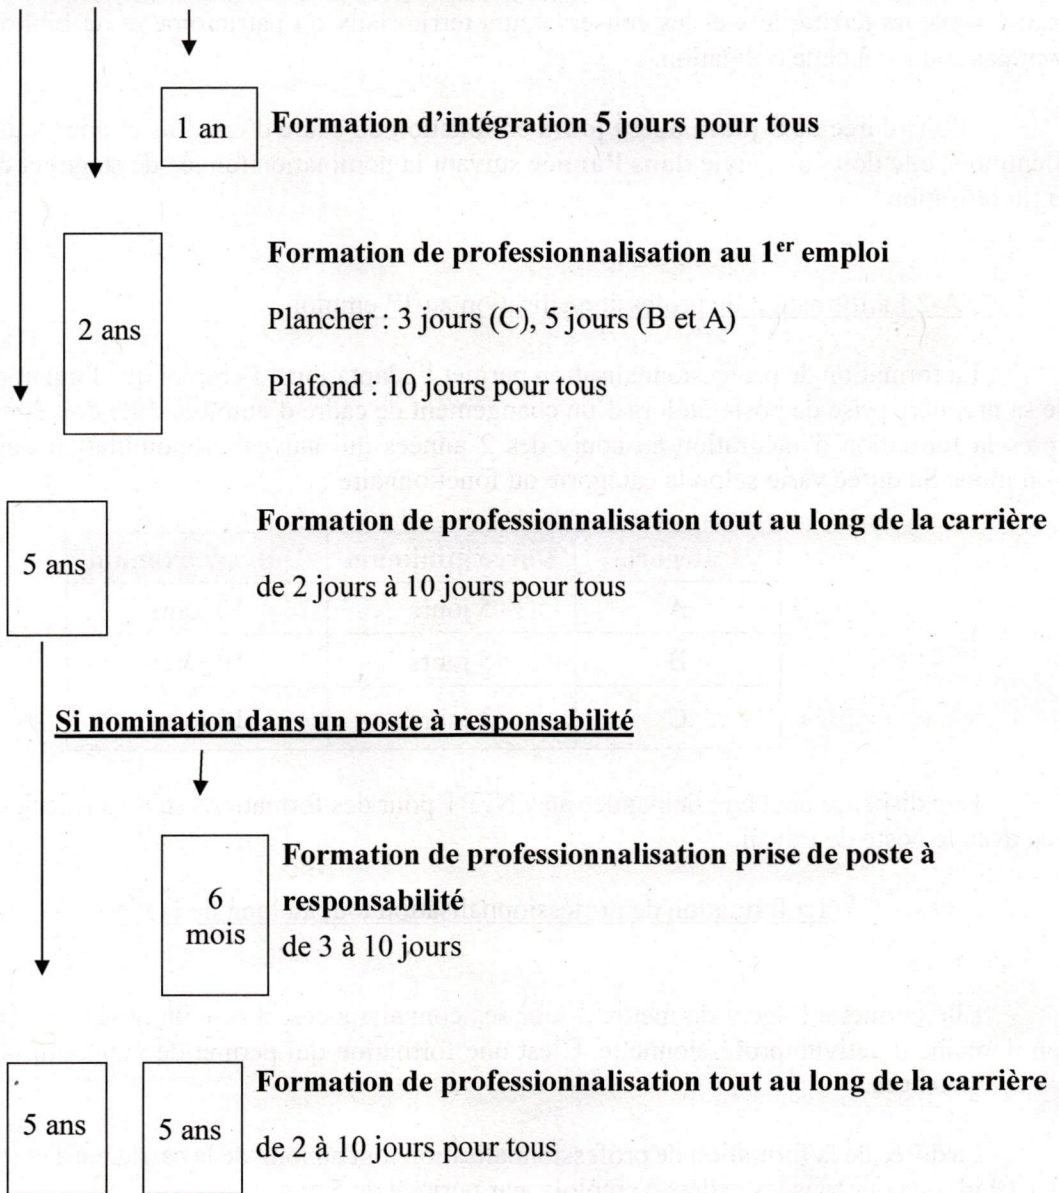 1 an
Formation d'intégration 5 jours pour tous
Formation de professionnalisation au 1er emploi
2 ans
Plancher : 3 jours (C), 5 jours (B et A)
Plafond : 10 jours pour tous
Formation de professionnalisation tout au long de la carrière
5 ans
de 2 jours à 10 jours pour tous
Si nomination dans un poste à responsabilité
Formation de professionnalisation prise de poste à
responsabilité
6
mois
de 3 à 10 jours
Formation de professionnalisation tout au long de la carrière
5 ans
5 ans
de 2 à 10 jours pour tous